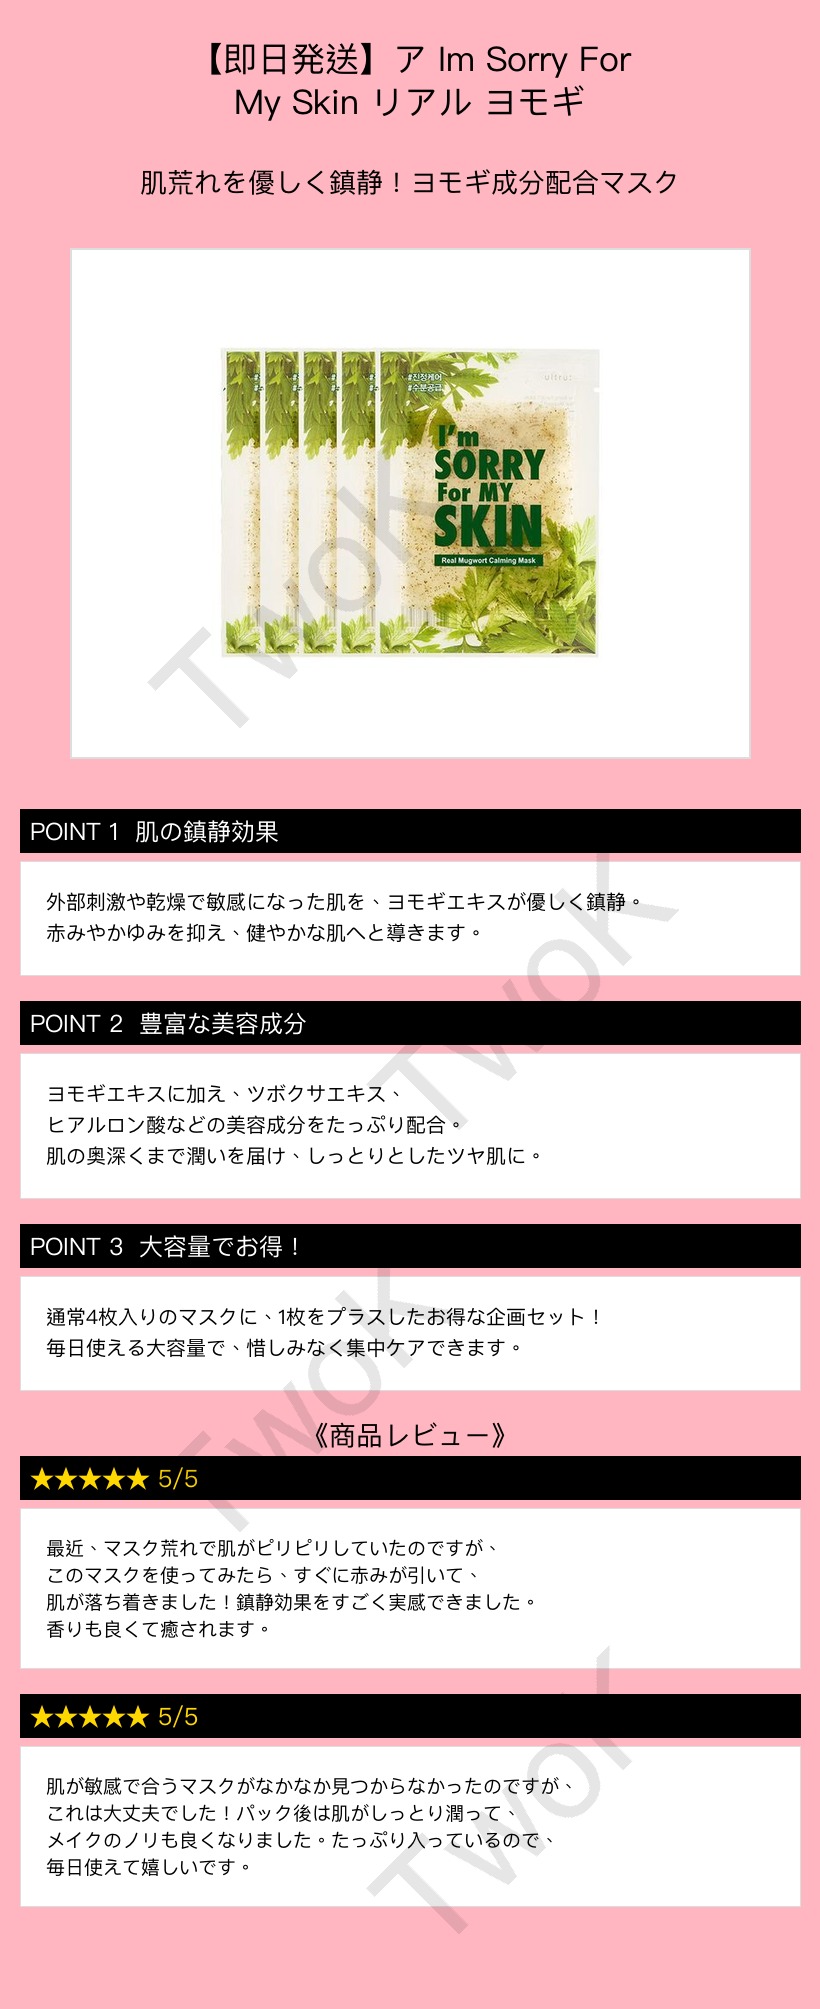 【即日発送】ア Im Sorry For
My Skin リアル ヨモギ
肌荒れを優しく鎮静！ヨモギ成分配合マスク
#진정케어
#수분공급
ultru:
I'm
SORRY
For MY
SKIN
Real Mugwort Calming Mask
TwoK
POINT 1 肌の鎮静効果
外部刺激や乾燥で敏感になった肌を、ヨモギエキスが優しく鎮静。
赤みやかゆみを抑え、健やかな肌へと導きます。
TwoK
POINT 2 豊富な美容成分
ヨモギエキスに加え、ツボクサエキス、
ヒアルロン酸などの美容成分をたっぷり配合。
肌の奥深くまで潤いを届け、しっとりとしたツヤ肌に。
POINT 3 大容量でお得！
通常4枚入りのマスクに、1枚をプラスしたお得な企画セット！
毎日使える大容量で、惜しみなく集中ケアできます。
TwoK
《商品レビュー》
★★★★★ 5/5
最近、マスク荒れで肌がピリピリしていたのですが、
このマスクを使ってみたら、すぐに赤みが引いて、
肌が落ち着きました！鎮静効果をすごく実感できました。
香りも良くて癒されます。
★★★★★ 5/5
肌が敏感で合うマスクがなかなか見つからなかったのですが、
これは大丈夫でした！パック後は肌がしっとり潤って、
メイクのノリも良くなりました。たっぷり入っているので、
毎日使えて嬉しいです。
TwoK